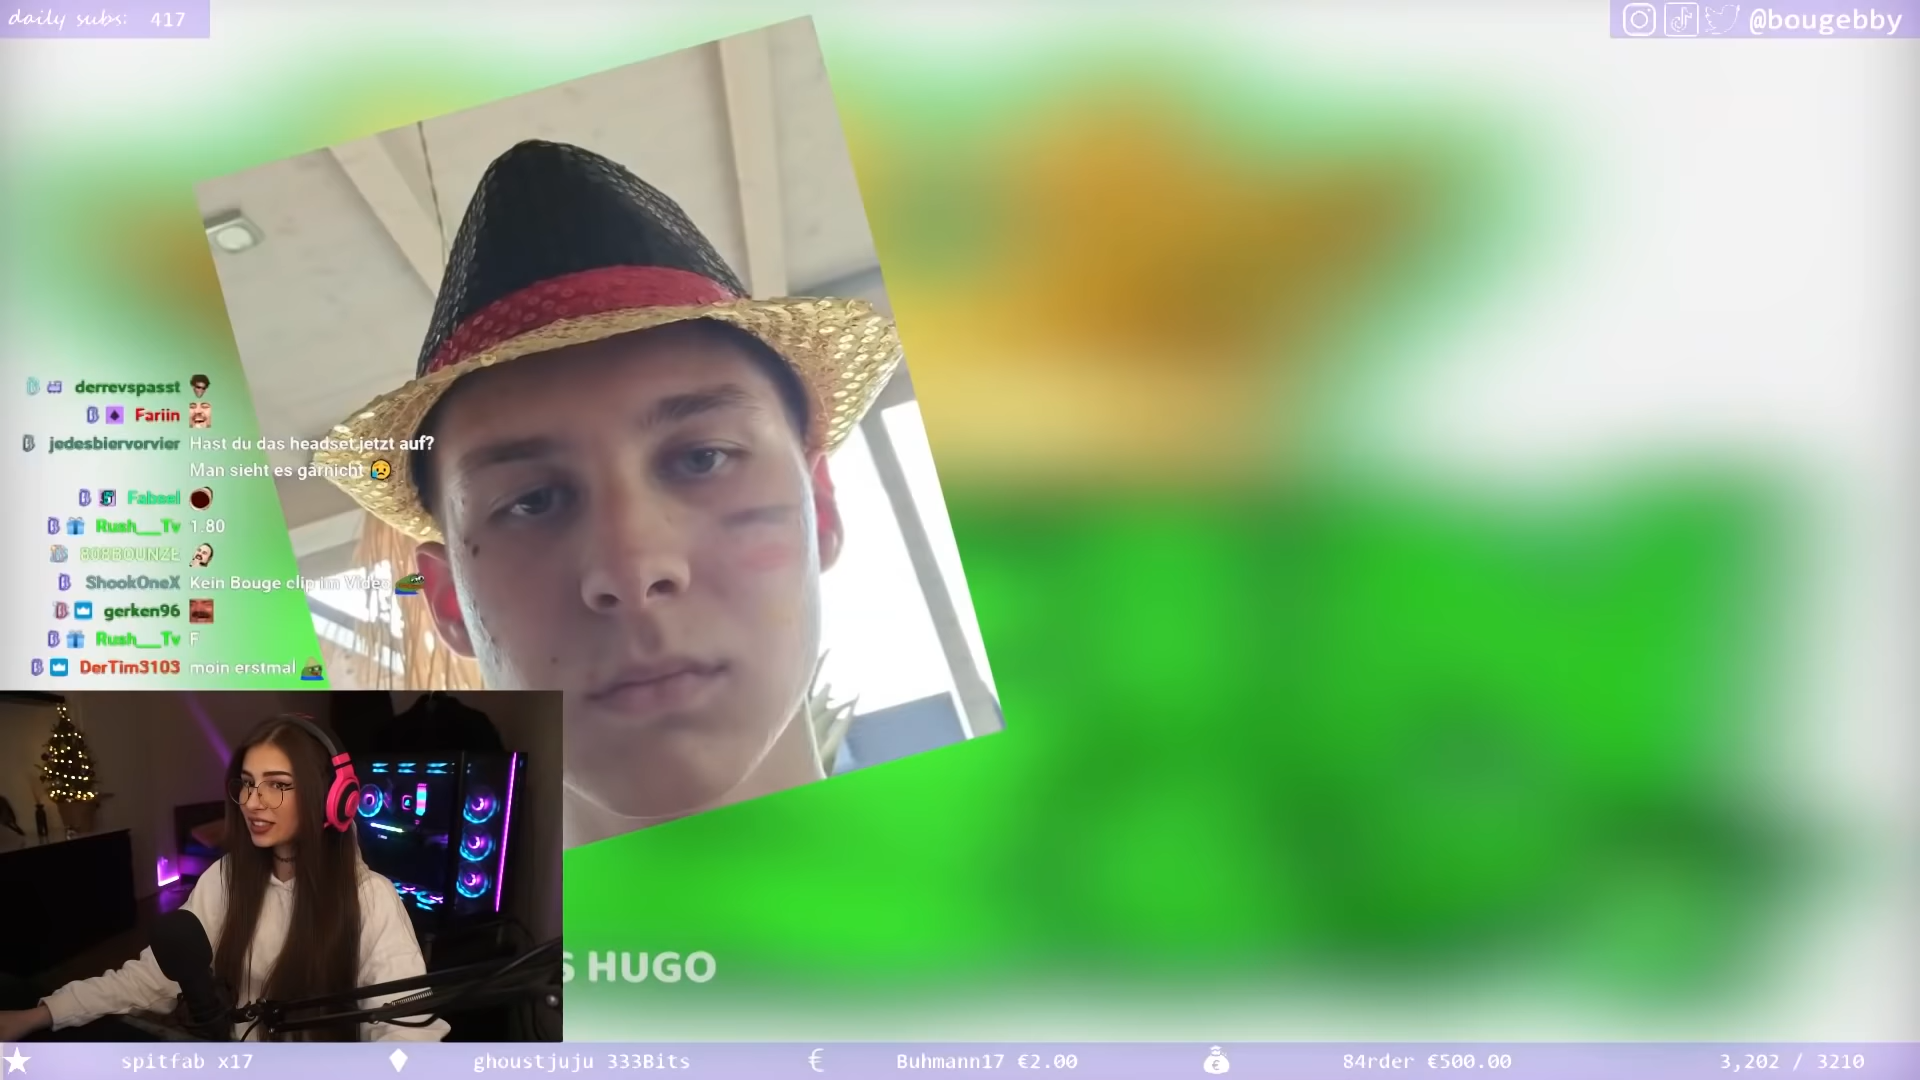 daily subs: 417
@bougebby
derrevspasst
Fariin
jedesbiervorvier Hast du das headset jetzt auf?
Man sieht es garnicht
Fabeel
Rush__Tv 1.80
BOBBOUNZE
ShookOneX Kein Bouge clip im Video
gerken96
Rush__Tv F
DerTim3103 moin erstmal
S HUGO
spitfab x17
ghoustjuju 333Bits
€ Buhmann17 €2.00
84rder €500.00
3,202 / 3210